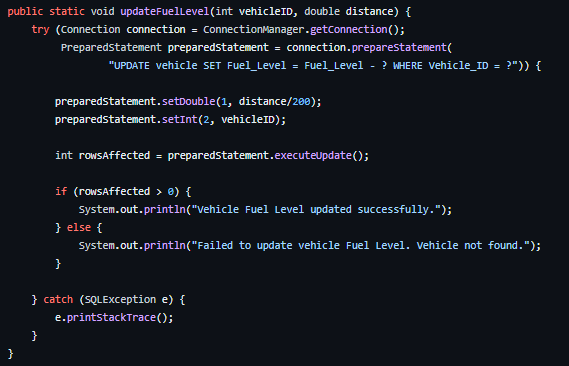 public static void updateFuelLevel(int vehicleID, double distance) {
    try (Connection connection = ConnectionManager.getConnection();
         PreparedStatement preparedStatement = connection.prepareStatement(
                 "UPDATE vehicle SET Fuel_Level = Fuel_Level - ? WHERE Vehicle_ID = ?")) {

        preparedStatement.setDouble(1, distance/200);
        preparedStatement.setInt(2, vehicleID);

        int rowsAffected = preparedStatement.executeUpdate();

        if (rowsAffected > 0) {
            System.out.println("Vehicle Fuel Level updated successfully.");
        } else {
            System.out.println("Failed to update vehicle Fuel Level. Vehicle not found.");
        }

    } catch (SQLException e) {
        e.printStackTrace();
    }
}